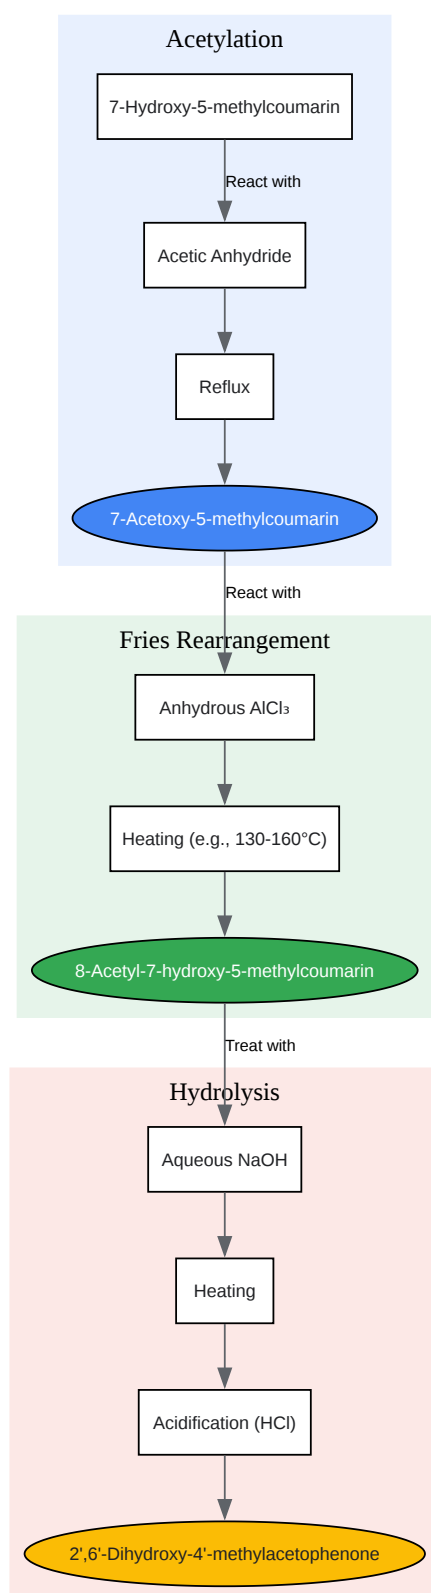 Acetylation
7-Hydroxy-5-methylcoumarin
React with
Acetic Anhydride
Reflux
7-Acetoxy-5-methylcoumarin
React with
Fries Rearrangement
Anhydrous AlCl₃
Heating (e.g., 130-160°C)
8-Acetyl-7-hydroxy-5-methylcoumarin
Treat with
Hydrolysis
Aqueous NaOH
Heating
Acidification (HCl)
2',6'-Dihydroxy-4'-methylacetophenone